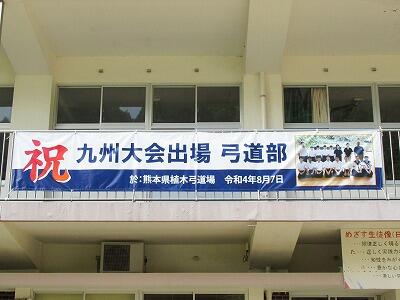 祝 九州大会出場 弓道部
於:熊本県植木弓道場 令和4年8月7日
めざす生徒像